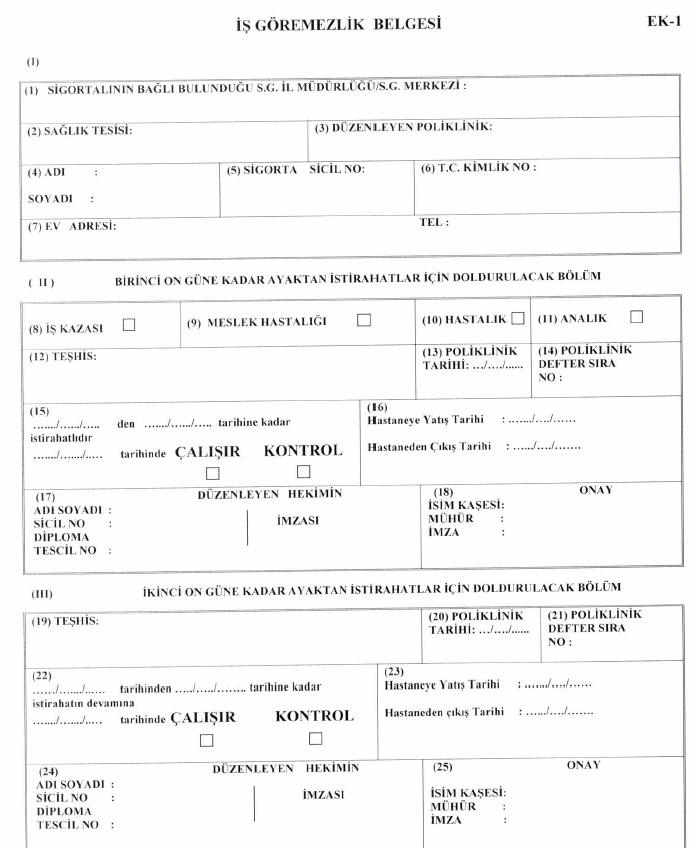 İŞ GÖREMEZLİK BELGESİ
EK-1
(I)
(1) SİGORTALININ BAĞLI BULUNDUĞU S.G. İL MÜDÜRLÜĞÜ/S.G. MERKEZİ :
(2) SAĞLIK TESİSİ:
(3) DÜZENLEYEN POLİKLİNİK:
(4) ADI :
SOYADI :
(5) SİGORTA SİCİL NO:
(6) T.C. KİMLİK NO :
(7) EV ADRESİ:
TEL :
( II ) BİRİNCİ ON GÜNE KADAR AYAKTAN İSTİRAHATLAR İÇİN DOLDURULACAK BÖLÜM
(8) İŞ KAZASI
(9) MESLEK HASTALIĞI
(10) HASTALIK
(11) ANALIK
(12) TEŞHİS:
(13) POLİKLİNİK
TARİHİ: .../..../......
(14) POLİKLİNİK
DEFTER SIRA
NO :
(15)
......./....../..... den ......./....../..... tarihine kadar
istirahatlıdır
......./......./..... tarihinde ÇALIŞIR KONTROL
(16)
Hastaneye Yatış Tarihi : ......./..../......
Hastaneden Çıkış Tarihi : ....../..../.......
(17) DÜZENLEYEN HEKİMİN
ADI SOYADI :
SİCİL NO :
DİPLOMA
TESCİL NO :
İMZASI
(18) ONAY
İSİM KAŞESİ:
MÜHÜR :
İMZA :
(III) İKİNCİ ON GÜNE KADAR AYAKTAN İSTİRAHATLAR İÇİN DOLDURULACAK BÖLÜM
(19) TEŞHİS:
(20) POLİKLİNİK
TARİHİ: .../..../......
(21) POLİKLİNİK
DEFTER SIRA
NO :
(22)
....../......./...... tarihinden ...../...../........ tarihine kadar
istirahatın devamına
......./......./..... tarihinde ÇALIŞIR KONTROL
(23)
Hastaneye Yatış Tarihi : ......./..../......
Hastaneden çıkış Tarihi : ....../..../.......
(24) DÜZENLEYEN HEKİMİN
ADI SOYADI :
SİCİL NO :
DİPLOMA
TESCİL NO :
İMZASI
(25) ONAY
İSİM KAŞESİ:
MÜHÜR :
İMZA :